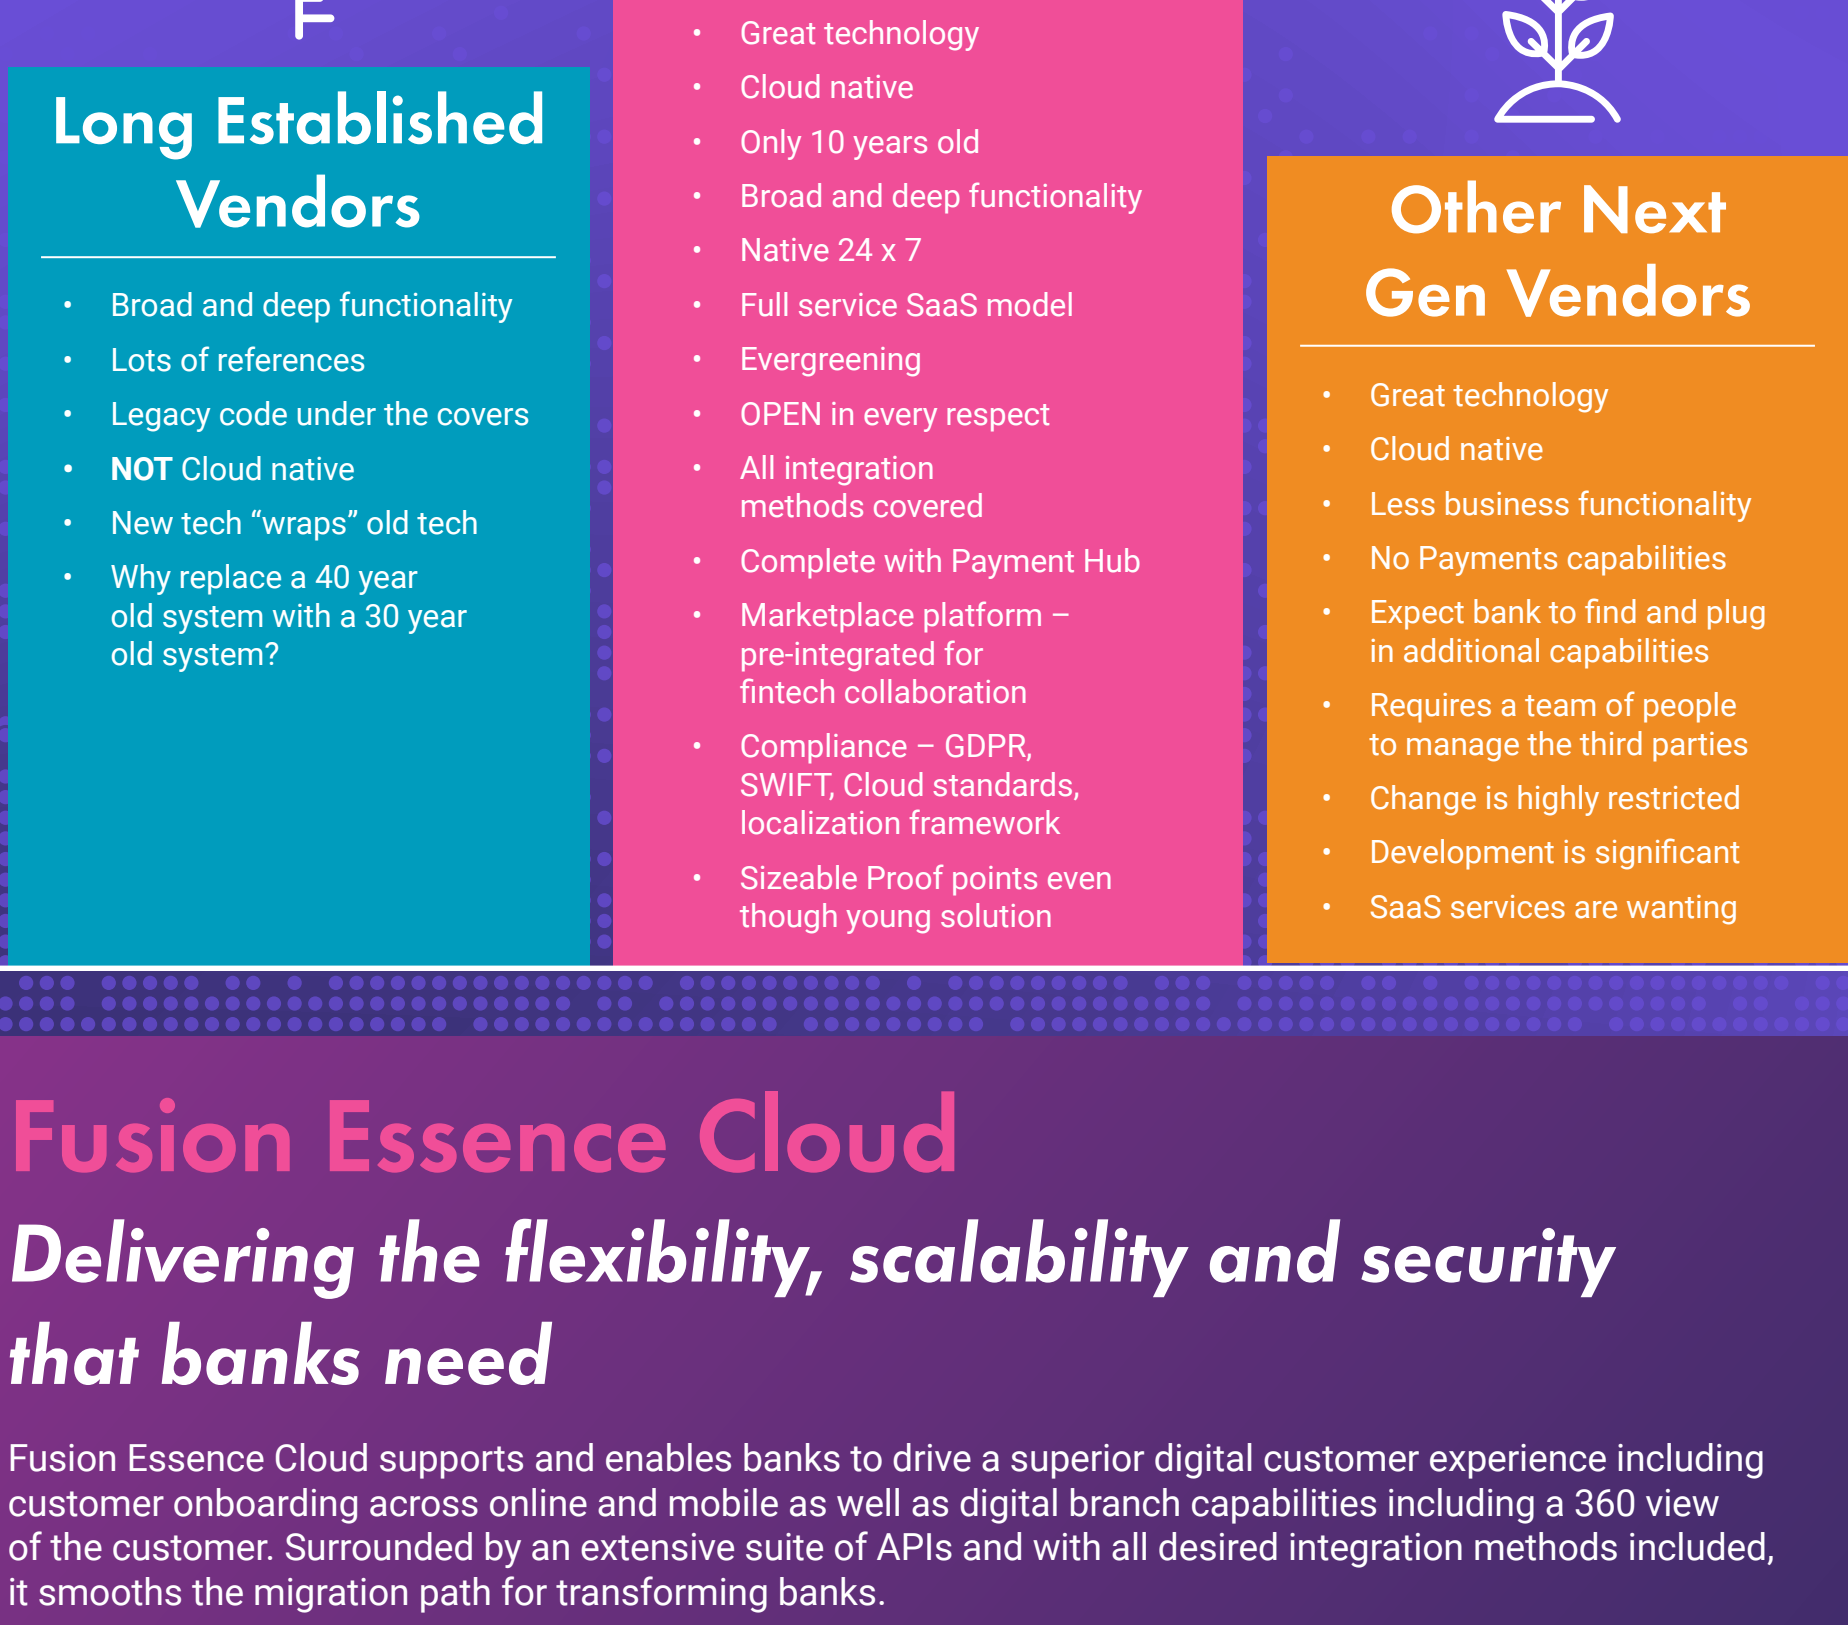 Long Established
Vendors
• Broad and deep functionality
• Lots of references
• Legacy code under the covers
• NOT Cloud native
• New tech “wraps” old tech
• Why replace a 40 year
old system with a 30 year
old system?
• Great technology
• Cloud native
• Only 10 years old
• Broad and deep functionality
• Native 24 x 7
• Full service SaaS model
• Evergreening
• OPEN in every respect
• All integration
methods covered
• Complete with Payment Hub
• Marketplace platform –
pre-integrated for
fintech collaboration
• Compliance – GDPR,
SWIFT, Cloud standards,
localization framework
• Sizeable Proof points even
though young solution
Other Next
Gen Vendors
• Great technology
• Cloud native
• Less business functionality
• No Payments capabilities
• Expect bank to find and plug
in additional capabilities
• Requires a team of people
to manage the third parties
• Change is highly restricted
• Development is significant
• SaaS services are wanting
Fusion Essence Cloud
Delivering the flexibility, scalability and security
that banks need
Fusion Essence Cloud supports and enables banks to drive a superior digital customer experience including
customer onboarding across online and mobile as well as digital branch capabilities including a 360 view
of the customer. Surrounded by an extensive suite of APIs and with all desired integration methods included,
it smooths the migration path for transforming banks.